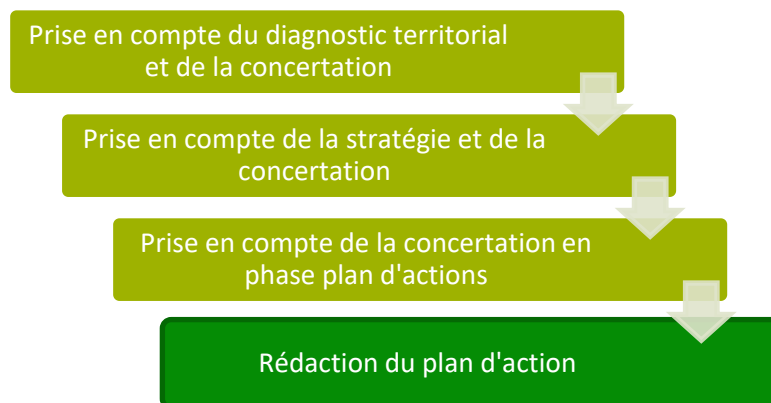 Prise en compte du diagnostic territorial
et de la concertation
Prise en compte de la stratégie et de la
concertation
Prise en compte de la concertation en
phase plan d'actions
Rédaction du plan d'action